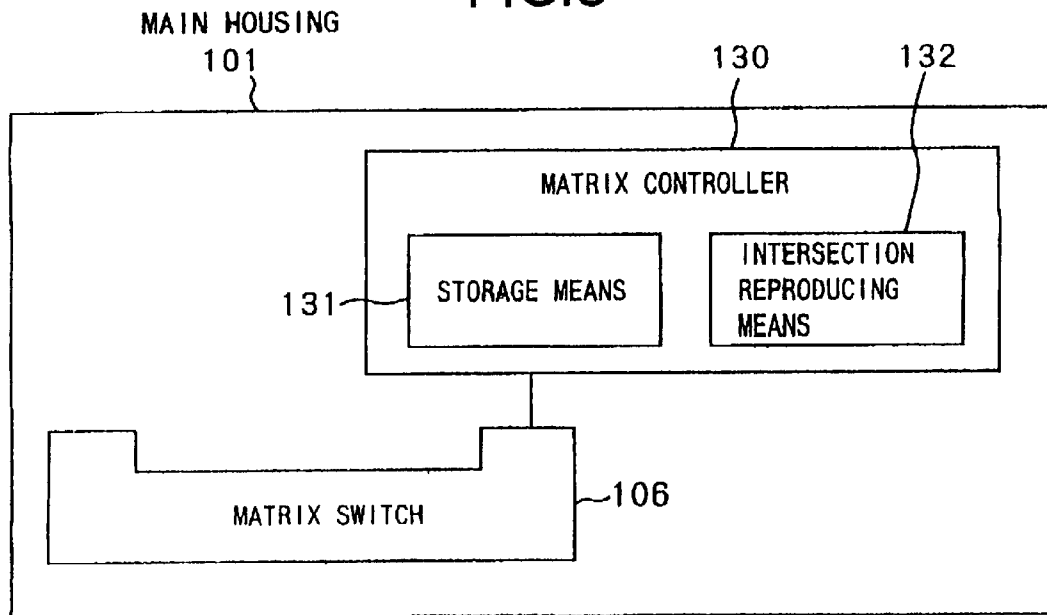 MAIN HOUSING
101
130
132
MATRIX CONTROLLER
131
STORAGE MEANS
INTERSECTION
REPRODUCING
MEANS
MATRIX SWITCH
106